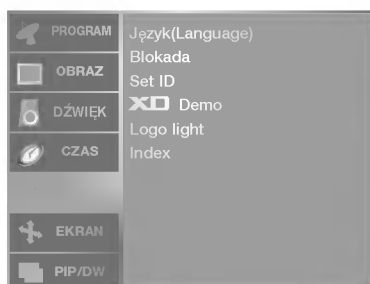 PROGRAM
OBRAZ
DŹWIĘK
CZAS
EKRAN
PIP/DW
Język(Language)
Blokada
Set ID
XD Demo
Logo light
Index